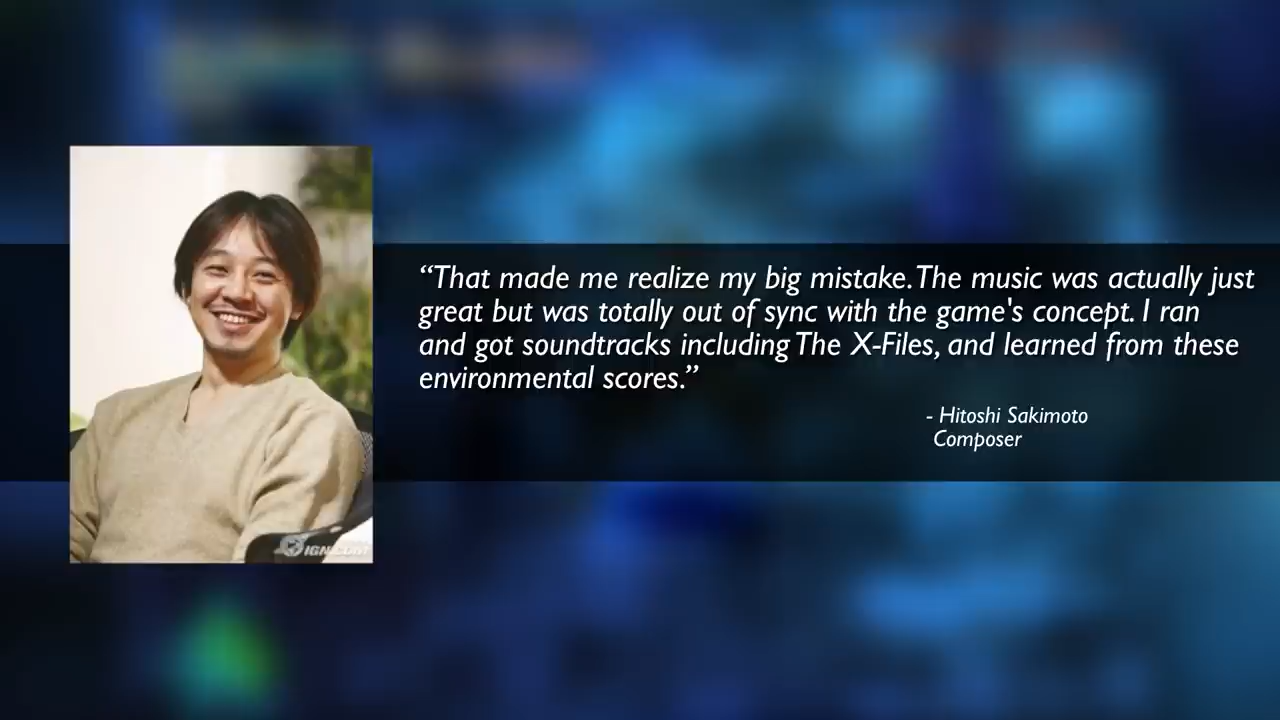 “That made me realize my big mistake. The music was actually just
great but was totally out of sync with the game's concept. I ran
and got soundtracks including The X-Files, and learned from these
environmental scores.”
- Hitoshi Sakimoto
Composer
IGN.COM